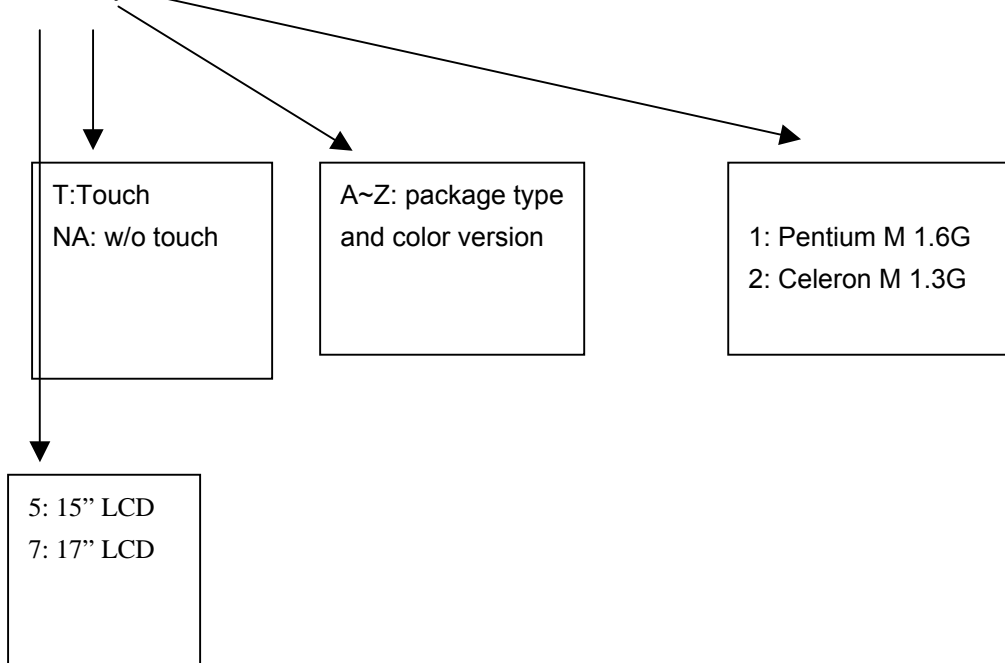 T:Touch
NA: w/o touch
A~Z: package type
and color version
1: Pentium M 1.6G
2: Celeron M 1.3G
5: 15” LCD
7: 17” LCD